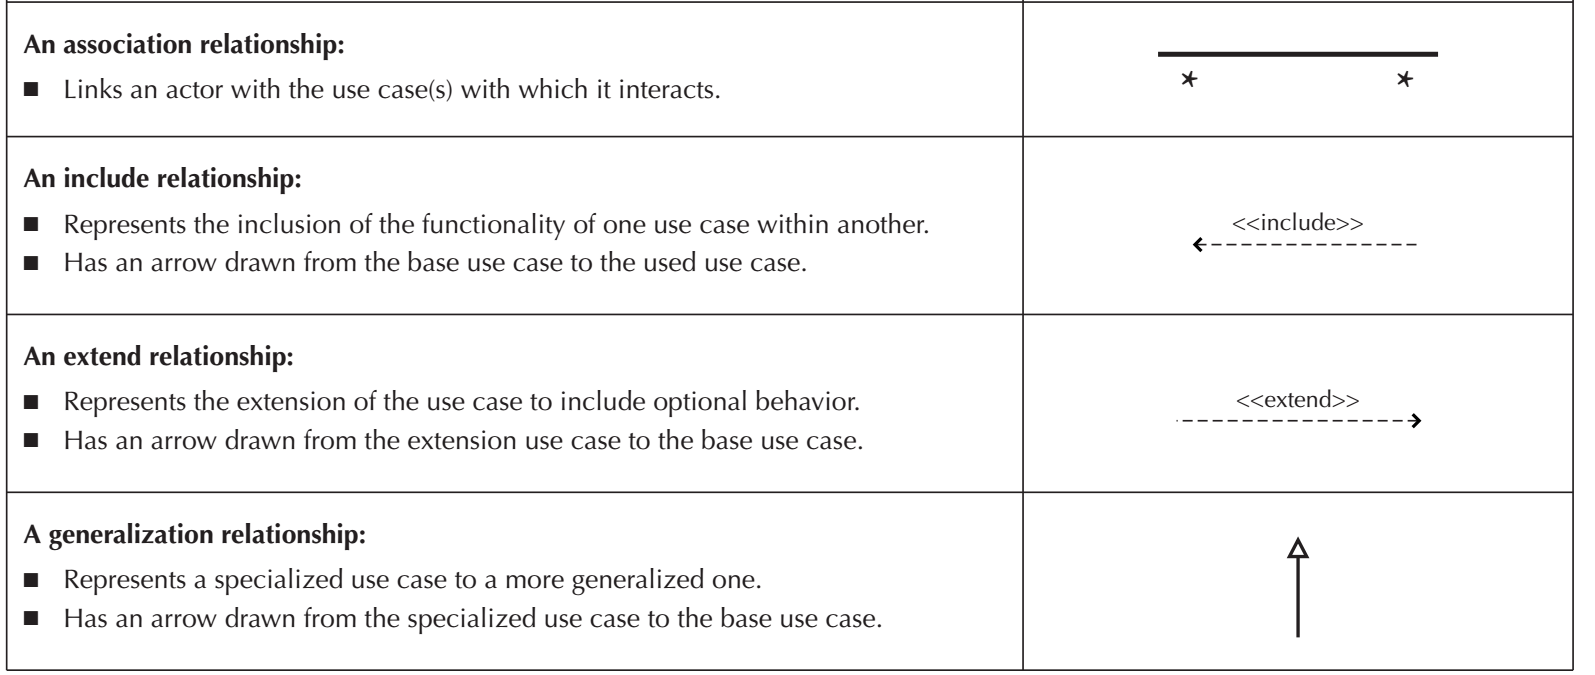 An association relationship:
■ Links an actor with the use case(s) with which it interacts.
* *
An include relationship:
■ Represents the inclusion of the functionality of one use case within another.
■ Has an arrow drawn from the base use case to the used use case.
<<include>>
An extend relationship:
■ Represents the extension of the use case to include optional behavior.
■ Has an arrow drawn from the extension use case to the base use case.
<<extend>>
A generalization relationship:
■ Represents a specialized use case to a more generalized one.
■ Has an arrow drawn from the specialized use case to the base use case.